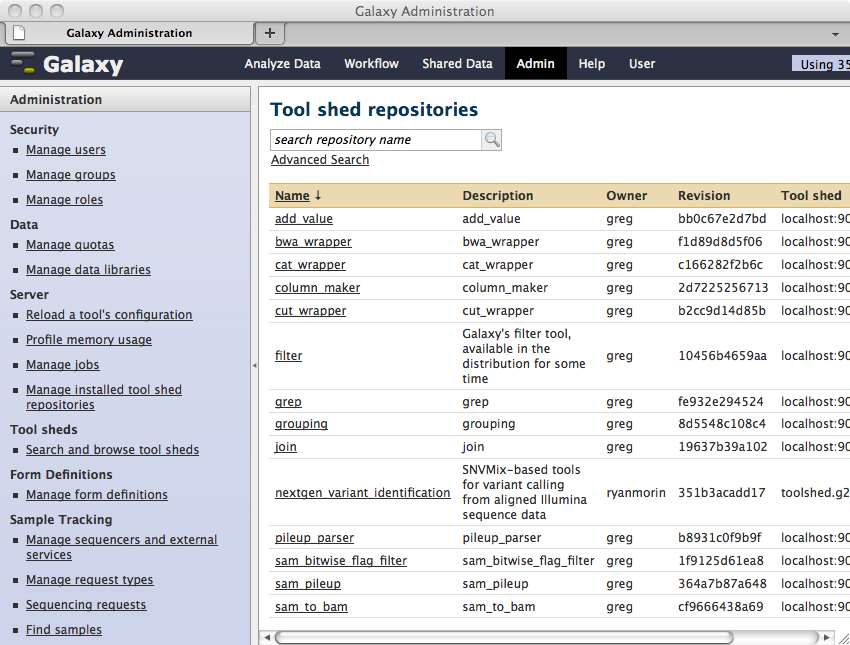 Galaxy Administration
Galaxy Administration
Galaxy Analyze Data Workflow Shared Data Admin Help User Using 35
Administration
Security
Manage users
Manage groups
Manage roles
Data
Manage quotas
Manage data libraries
Server
Reload a tool's configuration
Profile memory usage
Manage jobs
Manage installed tool shed
repositories
Tool sheds
Search and browse tool sheds
Form Definitions
Manage form definitions
Sample Tracking
Manage sequencers and external
services
Manage request types
Sequencing requests
Find samples
Tool shed repositories
search repository name
Advanced Search
Name ↓ Description Owner Revision Tool shed
add_value add_value greg bb0c67e2d7bd localhost:90
bwa_wrapper bwa_wrapper greg f1d89d8d5f06 localhost:90
cat_wrapper cat_wrapper greg c166282f2b6c localhost:90
column_maker column_maker greg 2d7225256713 localhost:90
cut_wrapper cut_wrapper greg b2cc9d14d85b localhost:90
Galaxy's filter tool,
available in the
filter distribution for some greg 10456b4659aa localhost:90
time
grep grep greg fe932e294524 localhost:90
grouping grouping greg 8d5548c108c4 localhost:90
join join greg 19637b39a102 localhost:90
SNVMix-based tools
for variant calling
nextgen_variant_identification from aligned Illumina ryanmorin 351b3acadd17 toolshed.g2
sequence data
pileup_parser pileup_parser greg b8931c0f9b9f localhost:90
sam_bitwise_flag_filter sam_bitwise_flag_filter greg 1f9125d61ea8 localhost:90
sam_pileup sam_pileup greg 364a7b87a648 localhost:90
sam_to_bam sam_to_bam greg cf9666438a69 localhost:90